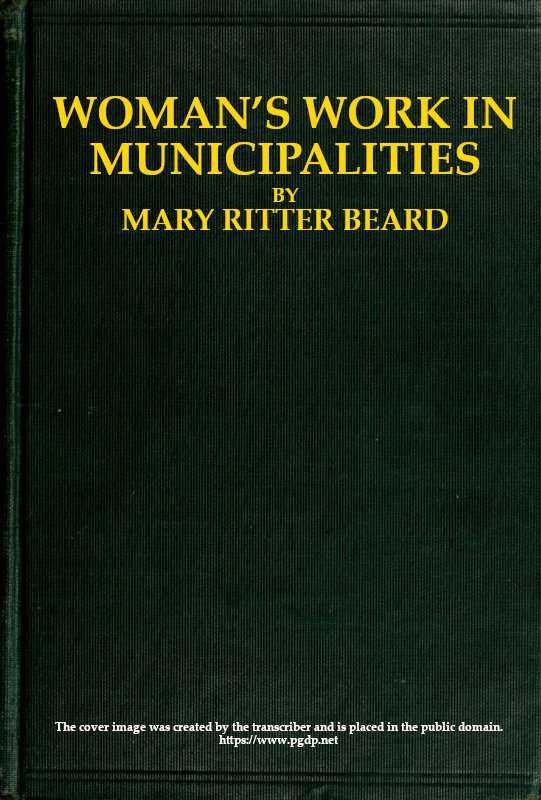 WOMAN’S WORK IN
MUNICIPALITIES
BY
MARY RITTER BEARD
The cover image was created by the transcriber and is placed in the public domain.
https://www.pgdp.net